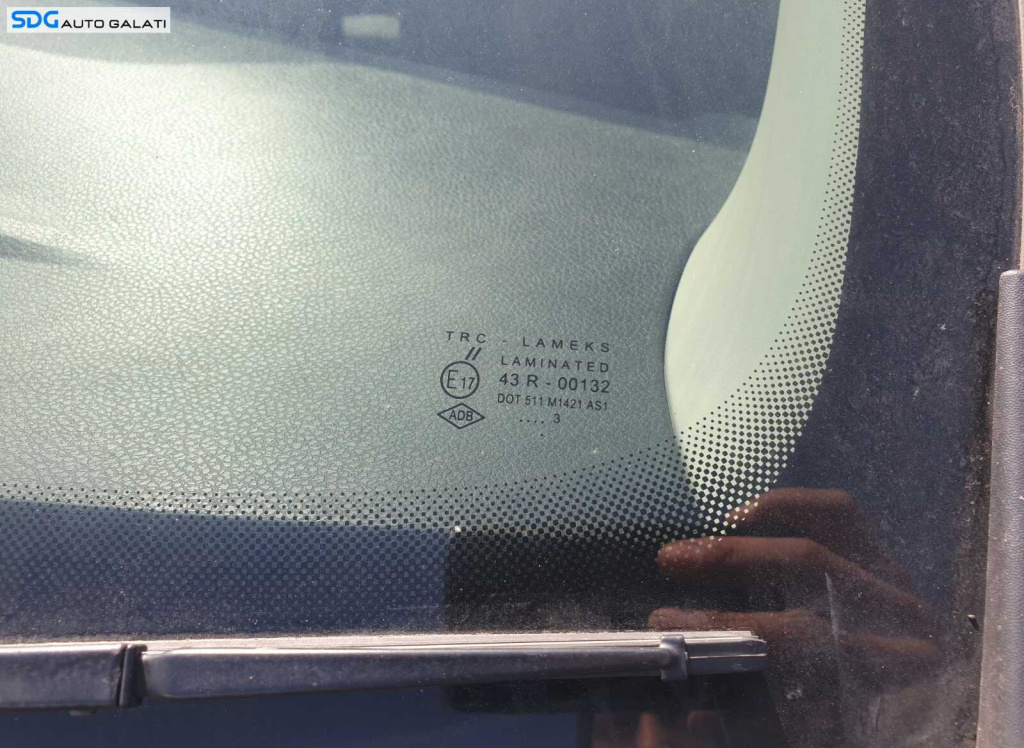 SDG AUTO GALATI
TRC - LAMEKS
//
LAMINATED
E17
43 R - 00132
DOT 511 M1421 AS1
ADB
.... 3
.